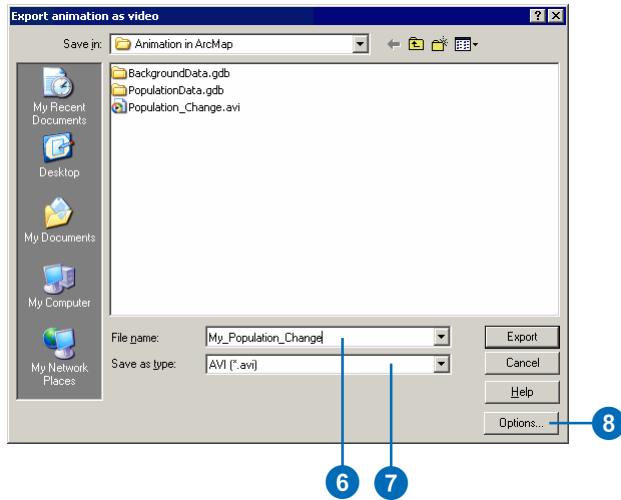 Export animation as video
Save in:
Animation in ArcMap
My Recent
Documents
Desktop
My Documents
My Computer
My Network
Places
BackgroundData.gdb
PopulationData.gdb
Population_Change.avi
File name:
My_Population_Change
Export
Save as type:
AVI (*.avi)
Cancel
Help
Options...
8
6
7